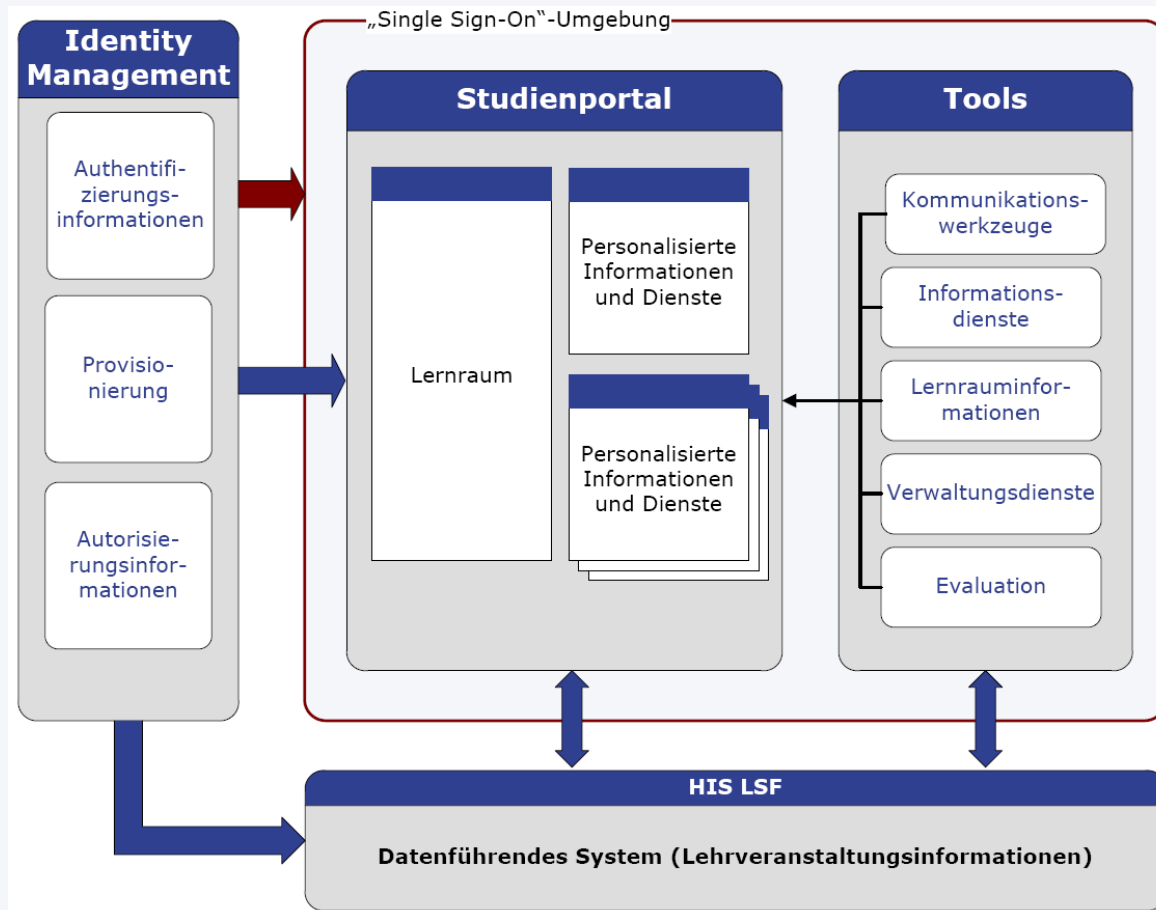 „Single Sign-On“-Umgebung
Identity
Management
Authentifi-
zierungs-
informationen
Provisio-
nierung
Autorisie-
rungsinfor-
mationen
Studienportal
Lernraum
Personalisierte
Informationen
und Dienste
Personalisierte
Informationen
und Dienste
Tools
Kommunikations-
werkzeuge
Informations-
dienste
Lernrauminfor-
mationen
Verwaltungsdienste
Evaluation
HIS LSF
Datenführendes System (Lehrveranstaltungsinformationen)